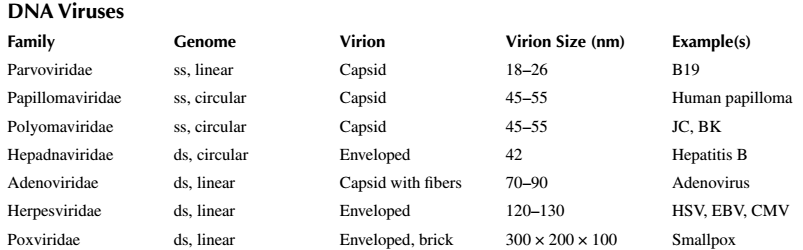 DNA Viruses
Family Genome Virion Virion Size (nm) Example(s)
Parvoviridae ss, linear Capsid 18–26 B19
Papillomaviridae ss, circular Capsid 45–55 Human papilloma
Polyomaviridae ss, circular Capsid 45–55 JC, BK
Hepadnaviridae ds, circular Enveloped 42 Hepatitis B
Adenoviridae ds, linear Capsid with fibers 70–90 Adenovirus
Herpesviridae ds, linear Enveloped 120–130 HSV, EBV, CMV
Poxviridae ds, linear Enveloped, brick 300 × 200 × 100 Smallpox